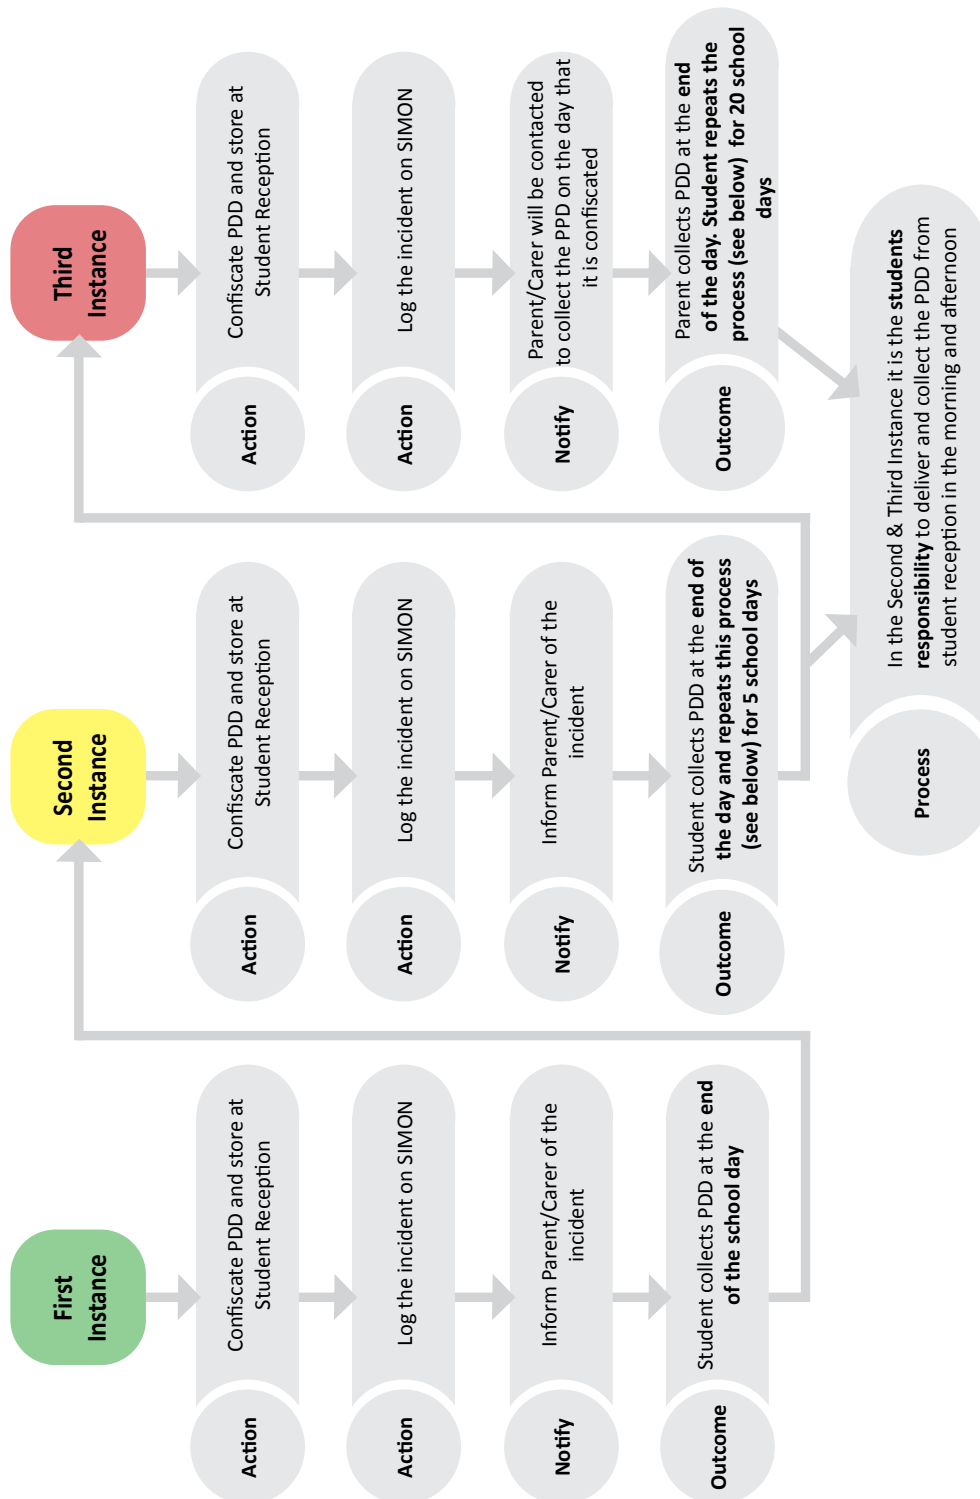 First
Instance
Action
Confiscate PDD and store at
Student Reception
Action
Log the incident on SIMON
Notify
Inform Parent/Carer of the
incident
Outcome
Student collects PDD at the end
of the school day
Second
Instance
Action
Confiscate PDD and store at
Student Reception
Action
Log the incident on SIMON
Notify
Inform Parent/Carer of the
incident
Outcome
Student collects PDD at the end of
the day and repeats this process
(see below) for 5 school days
Third
Instance
Action
Confiscate PDD and store at
Student Reception
Action
Log the incident on SIMON
Notify
Parent/Carer will be contacted
to collect the PPD on the day that
it is confiscated
Outcome
Parent collects PDD at the end
of the day. Student repeats the
process (see below) for 20 school
days
Process
In the Second & Third Instance it is the students
responsibility to deliver and collect the PDD from
student reception in the morning and afternoon